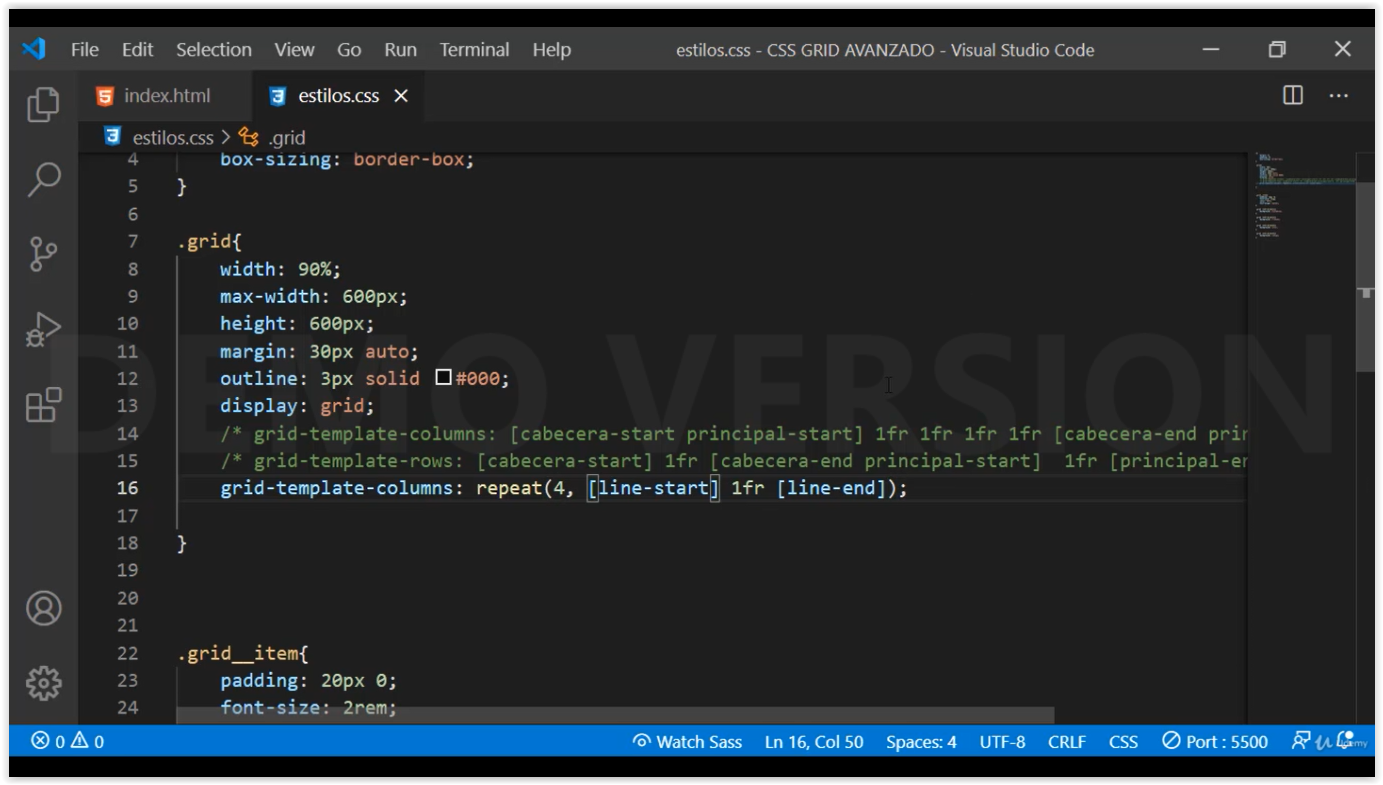 File Edit Selection View Go Run Terminal Help estilos.css - CSS GRID AVANZADO - Visual Studio Code
index.html estilos.css
estilos.css > .grid
4 box-sizing: border-box;
5 }
6
7 .grid{
8 width: 90%;
9 max-width: 600px;
10 height: 600px;
11 margin: 30px auto;
12 outline: 3px solid #000;
13 display: grid;
14 /* grid-template-columns: [cabecera-start principal-start] 1fr 1fr 1fr 1fr [cabecera-end prin
15 /* grid-template-rows: [cabecera-start] 1fr [cabecera-end principal-start]  1fr [principal-en
16 grid-template-columns: repeat(4, [line-start] 1fr [line-end]);
17
18 }
19
20
21
22 .grid__item{
23 padding: 20px 0;
24 font-size: 2rem;
DEMO VERSION
0 0 Watch Sass Ln 16, Col 50 Spaces: 4 UTF-8 CRLF CSS Port : 5500